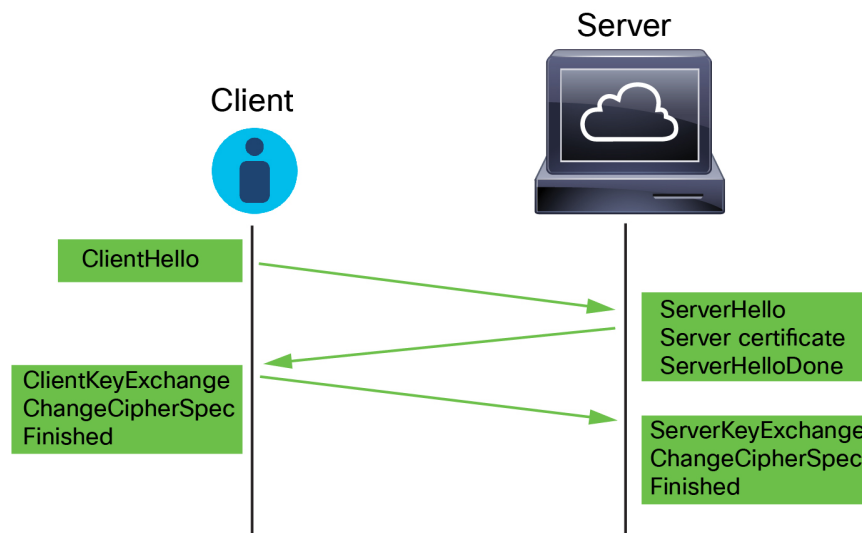 Server
Client
ClientHello
ServerHello
Server certificate
ServerHelloDone
ClientKeyExchange
ChangeCipherSpec
Finished
ServerKeyExchange
ChangeCipherSpec
Finished